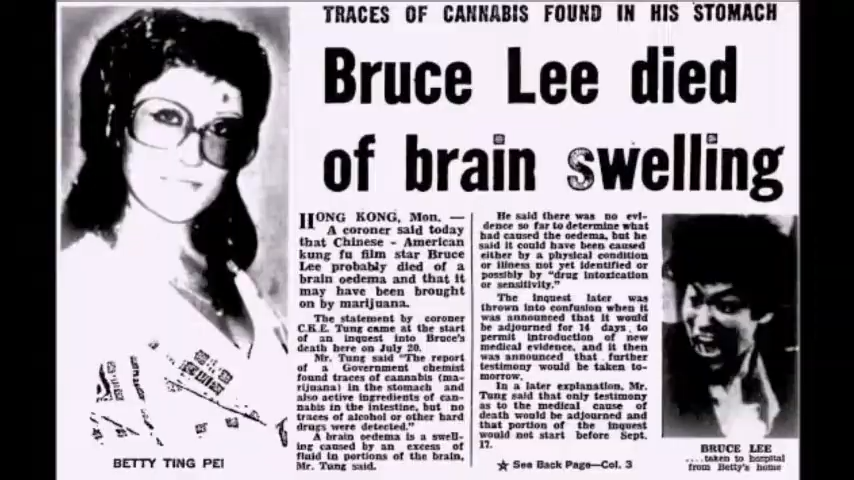 TRACES OF CANNABIS FOUND IN HIS STOMACH
Bruce Lee died
of brain swelling
HONG KONG, Mon. —
A coroner said today
that Chinese - American
kung fu film star Bruce
Lee probably died of a
brain oedema and that it
may have been brought
on by marijuana.
The statement by coroner
C.K.E. Tung came at the start
of an inquest into Bruce's
death here on July 20.
Mr. Tung said "The report
of a Government chemist
found traces of cannabis (ma-
rijuana) in the stomach and
also active ingredients of can-
nabis in the intestine, but no
traces of alcohol or other hard
drugs were detected."
A brain oedema is a swel-
ling caused by an excess of
fluid in portions of the brain,
Mr. Tung said.
He said there was no evi-
dence so far to determine what
had caused the oedema, but he
said it could have been caused
either by a physical condition
or illness not yet identified or
possibly by "drug intoxication
or sensitivity."
The inquest later was
thrown into confusion when it
was announced that it would
be adjourned for 14 days, to
permit introduction of new
medical evidence, and it then
was announced that further
testimony would be taken to-
morrow.
In a later explanation, Mr.
Tung said that only testimony
as to the medical cause of
death would be adjourned and
that portion of the inquest
would not start before Sept.
17.
★ See Back Page—Col. 3
BETTY TING PEI
BRUCE LEE
....taken to hospital
from Betty's home